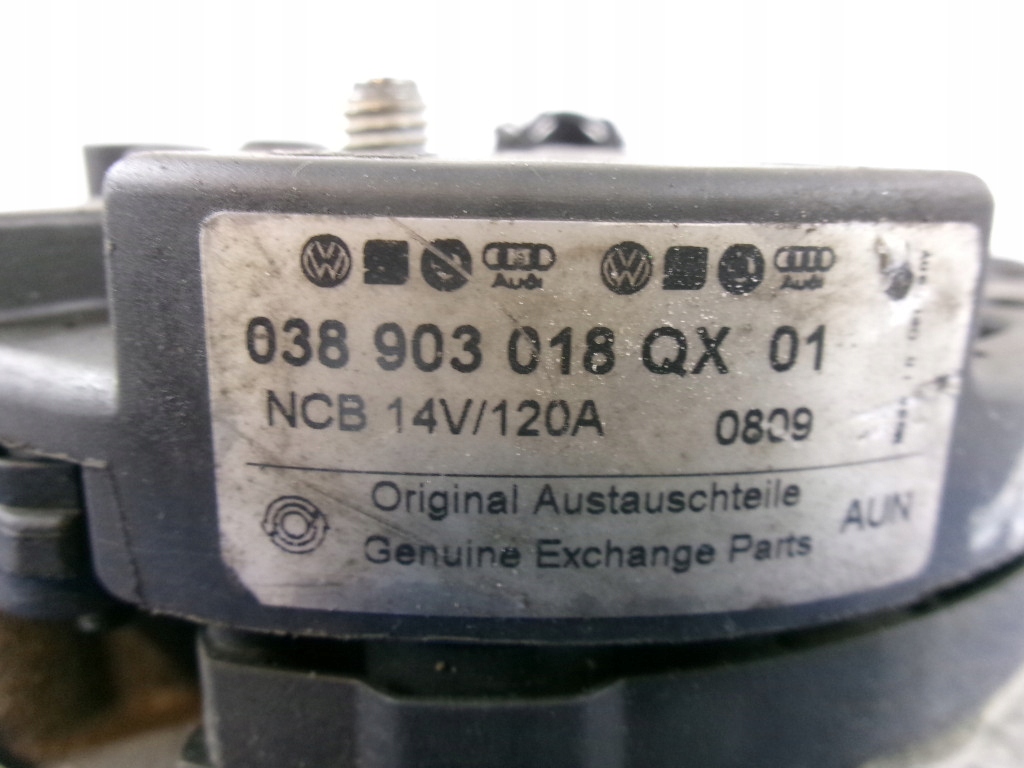 Audi Audi
038 903 018 QX 01
NCB 14V/120A 0809
Original Austauschteile AUN
Genuine Exchange Parts